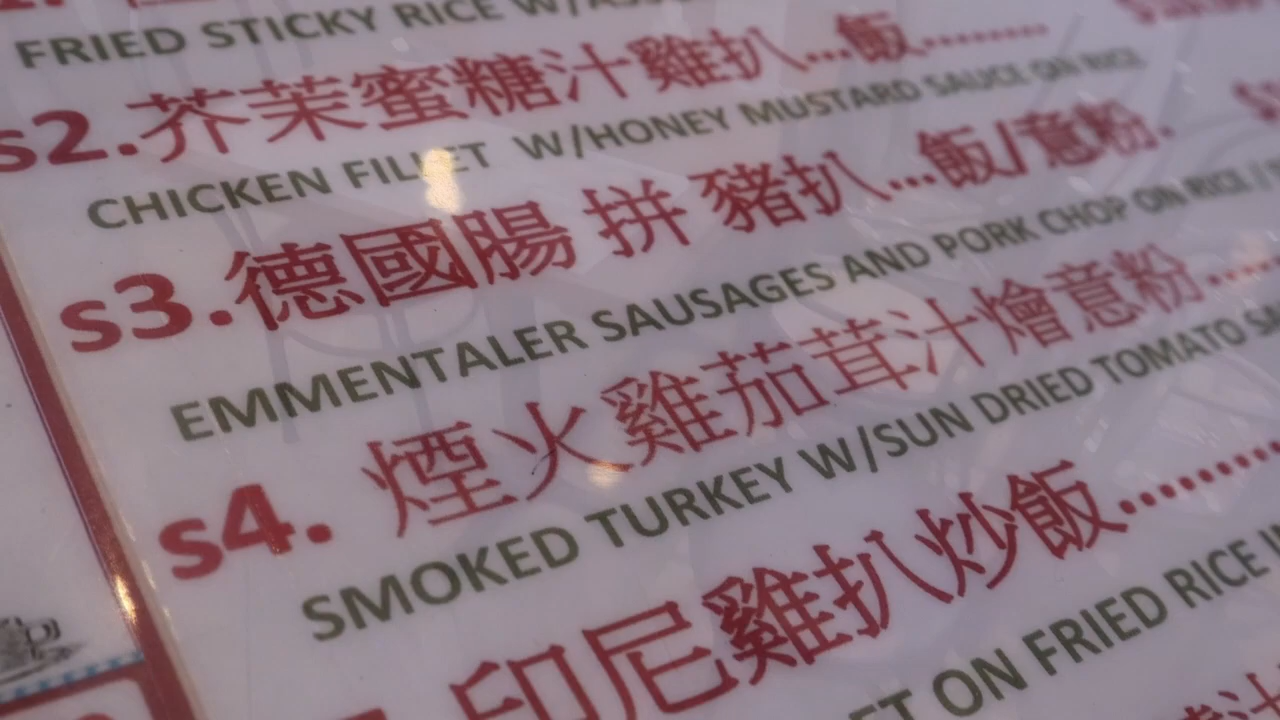 FRIED STICKY RICE W/
s2.芥茉蜜糖汁雞扒...飯........
CHICKEN FILLET W/HONEY MUSTARD SAUCE ON RICE
s3.德國腸 拼 豬扒...飯/意粉.
EMMENTALER SAUSAGES AND PORK CHOP ON RICE /
s4. 煙火雞茄茸汁燴意粉....
SMOKED TURKEY W/SUN DRIED TOMATO
印尼雞扒炒飯..........
ON FRIED RICE